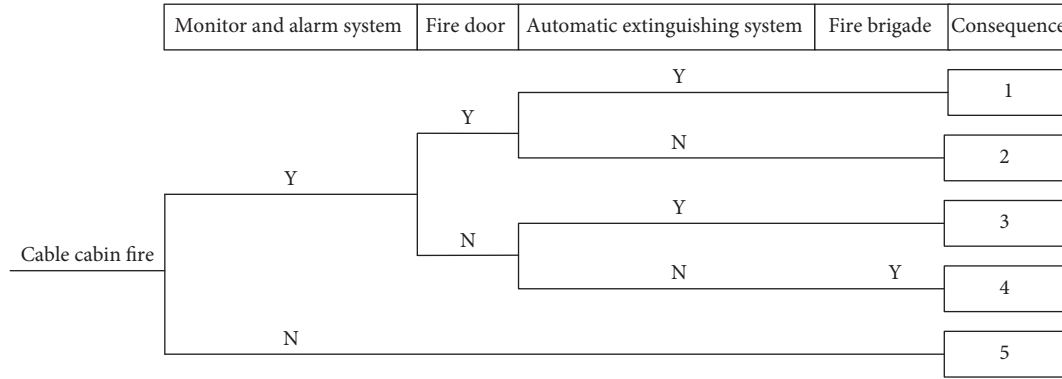 Monitor and alarm system Fire door Automatic extinguishing system Fire brigade Consequence
Y 1
Y
N 2
Y
Y 3
Cable cabin fire N
N Y 4
N 5